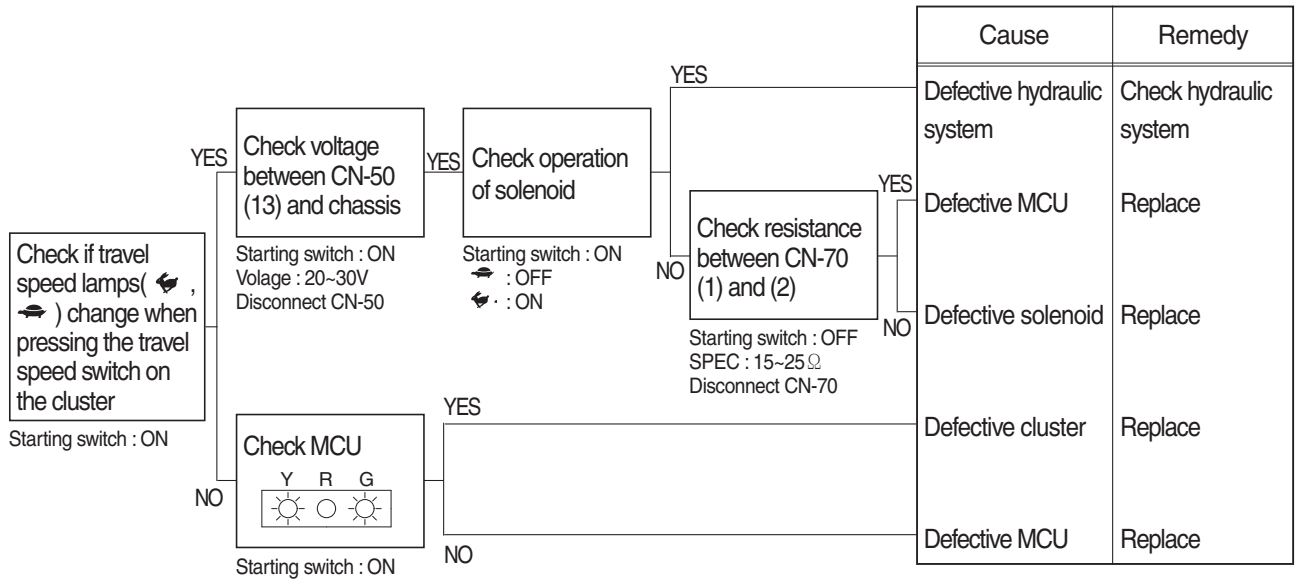 Check if travel
speed lamps( ,
) change when
pressing the travel
speed switch on
the cluster
Starting switch : ON
YES
Check voltage
between CN-50
(13) and chassis
Starting switch : ON
Volage : 20~30V
Disconnect CN-50
YES
Check operation
of solenoid
Starting switch : ON
: OFF
: ON
YES
NO
Check resistance
between CN-70
(1) and (2)
Starting switch : OFF
SPEC : 15~25Ω
Disconnect CN-70
YES
NO
NO
Check MCU
Y R G
Starting switch : ON
YES
NO
Cause Remedy
Defective hydraulic Check hydraulic
system system
Defective MCU Replace
Defective solenoid Replace
Defective cluster Replace
Defective MCU Replace